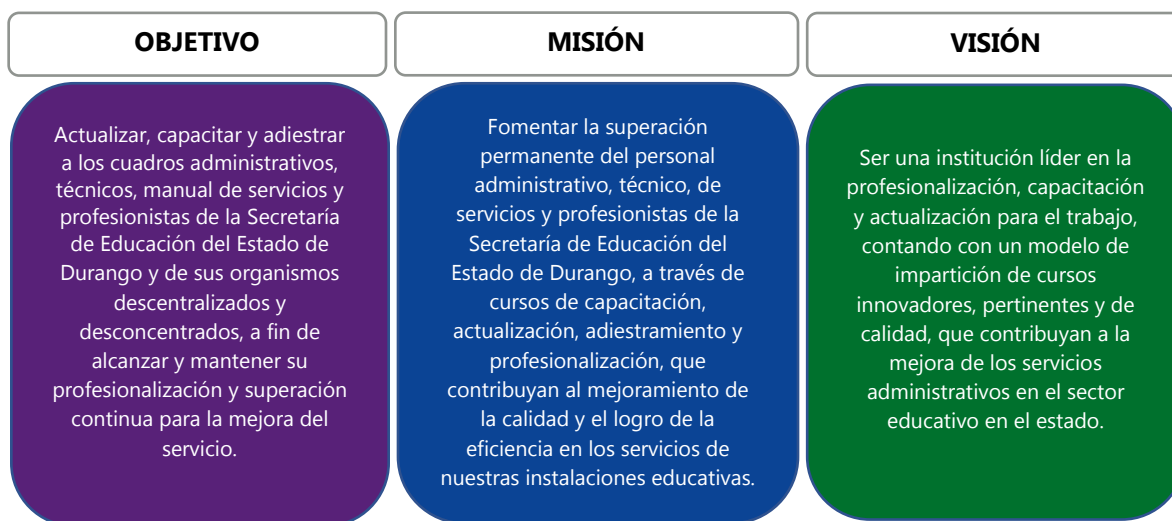 OBJETIVO
Actualizar, capacitar y adiestrar
a los cuadros administrativos,
técnicos, manual de servicios y
profesionistas de la Secretaría
de Educación del Estado de
Durango y de sus organismos
descentralizados y
desconcentrados, a fin de
alcanzar y mantener su
profesionalización y superación
continua para la mejora del
servicio.
MISIÓN
Fomentar la superación
permanente del personal
administrativo, técnico, de
servicios y profesionistas de la
Secretaría de Educación del
Estado de Durango, a través de
cursos de capacitación,
actualización, adiestramiento y
profesionalización, que
contribuyan al mejoramiento de
la calidad y el logro de la
eficiencia en los servicios de
nuestras instalaciones educativas.
VISIÓN
Ser una institución líder en la
profesionalización, capacitación
y actualización para el trabajo,
contando con un modelo de
impartición de cursos
innovadores, pertinentes y de
calidad, que contribuyan a la
mejora de los servicios
administrativos en el sector
educativo en el estado.